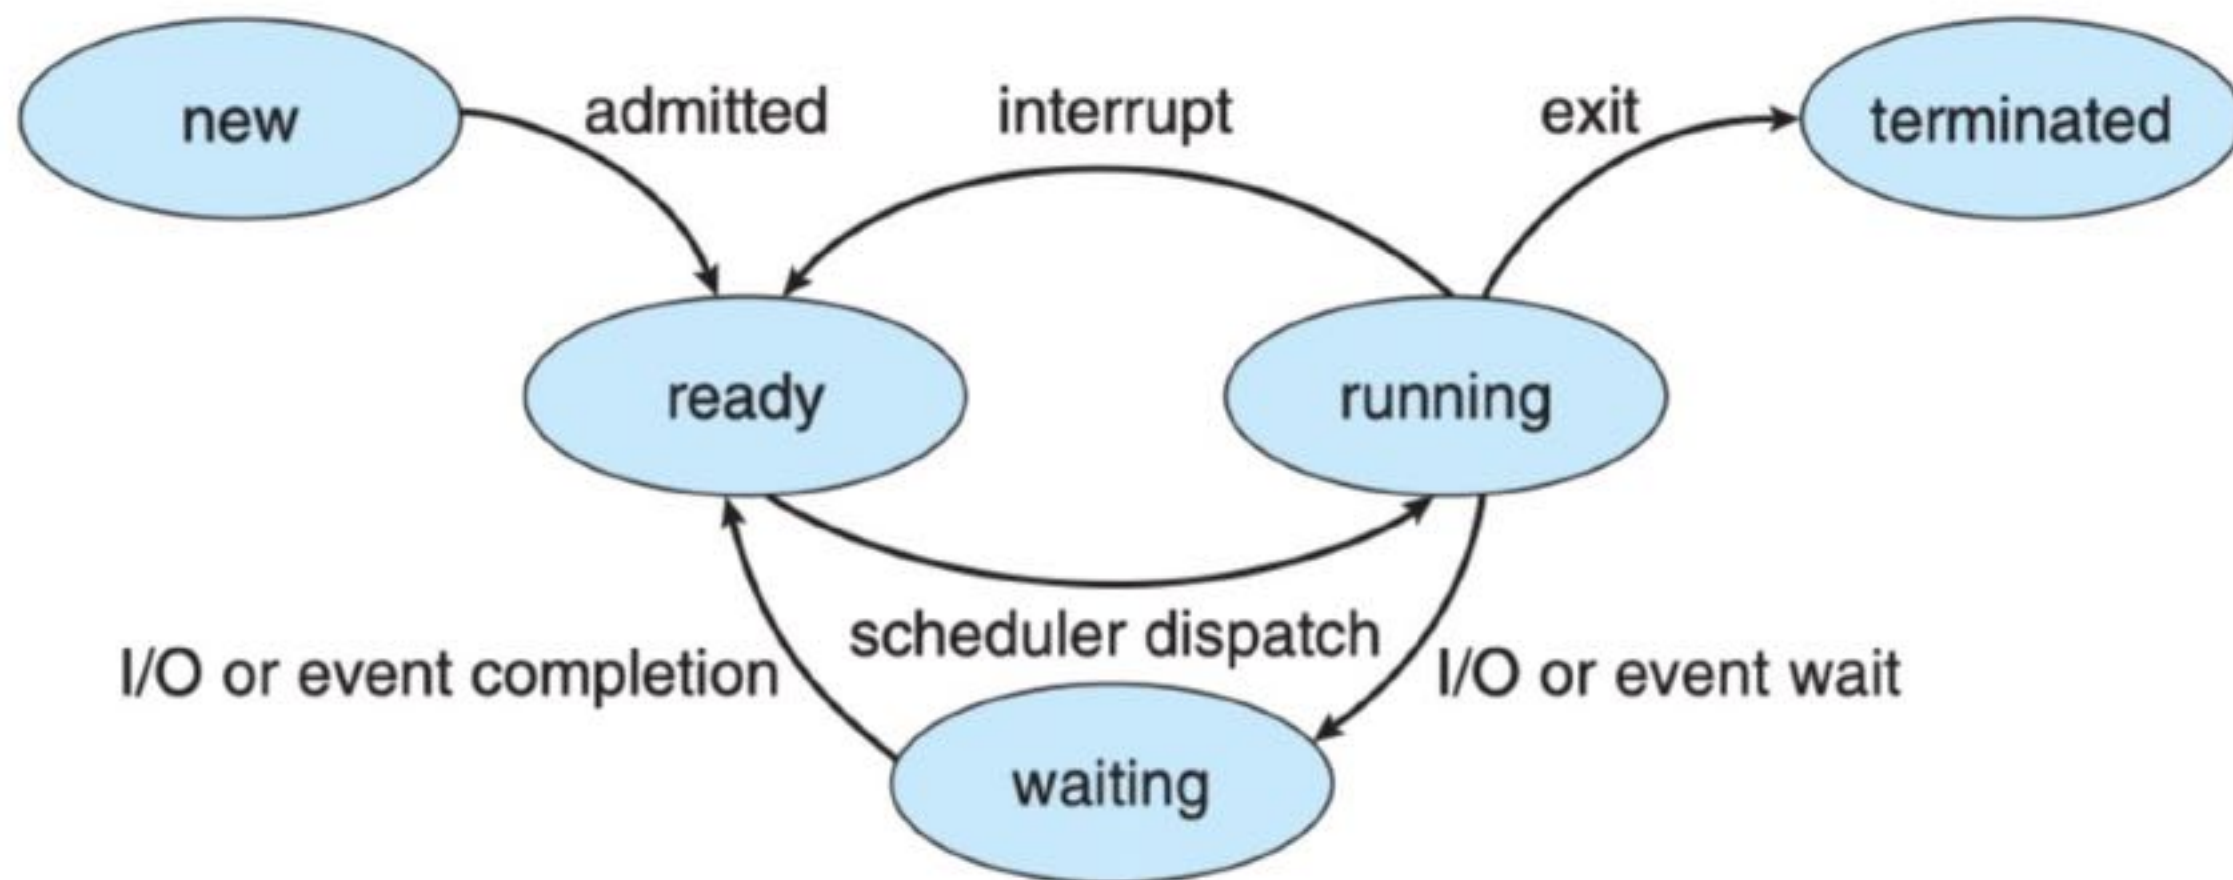 new
admitted
interrupt
exit
terminated
ready
running
scheduler dispatch
I/O or event completion
I/O or event wait
waiting